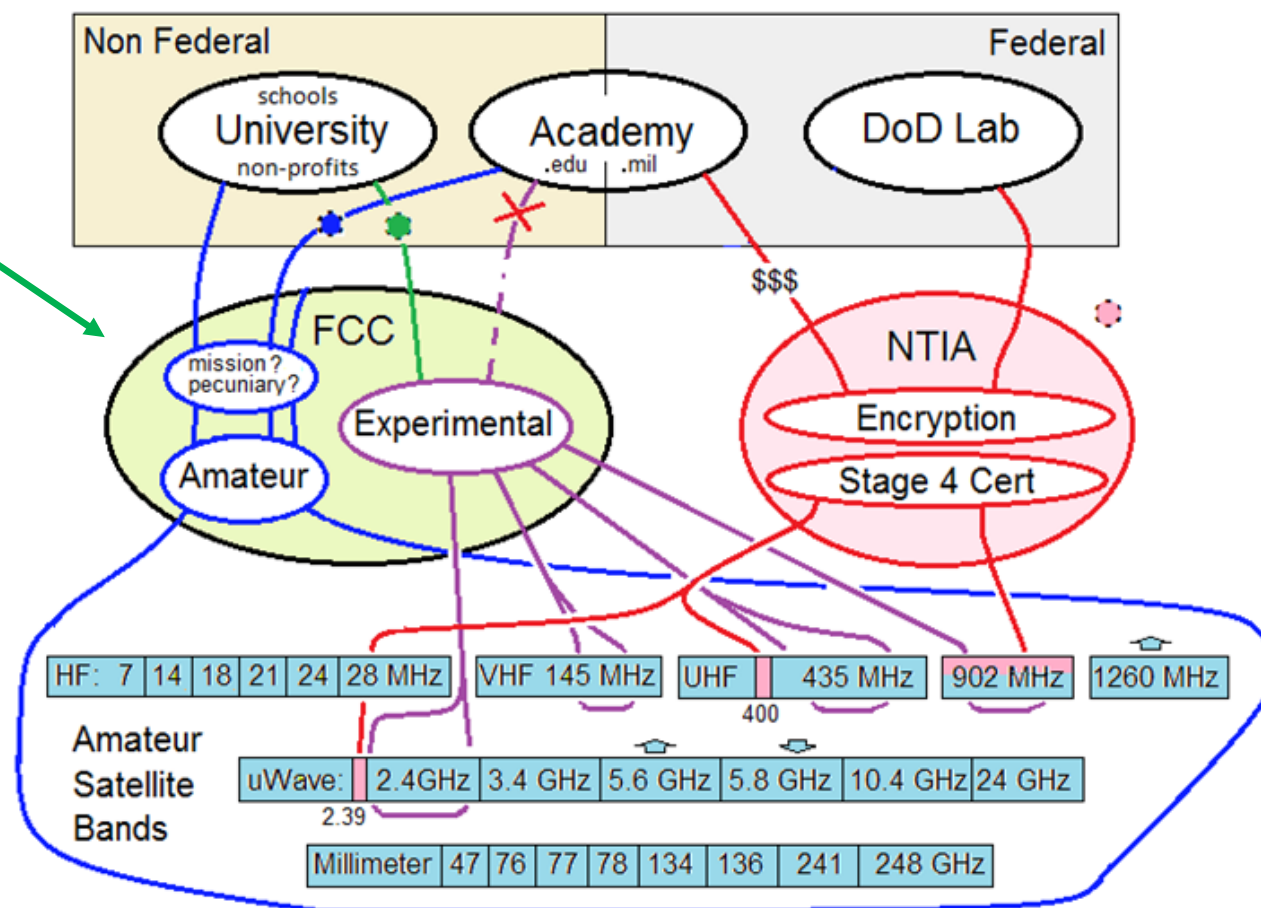 Non Federal
Federal
schools
University
non-profits
Academy
.edu .mil
DoD Lab
$$$
FCC
mission?
pecuniary?
Experimental
Amateur
NTIA
Encryption
Stage 4 Cert
HF: 7 14 18 21 24 28 MHz
VHF 145 MHz
UHF 435 MHz
902 MHz
1260 MHz
400
Amateur
Satellite
Bands
uWave: 2.4GHz 3.4 GHz 5.6 GHz 5.8 GHz 10.4 GHz 24 GHz
2.39
Millimeter 47 76 77 78 134 136 241 248 GHz